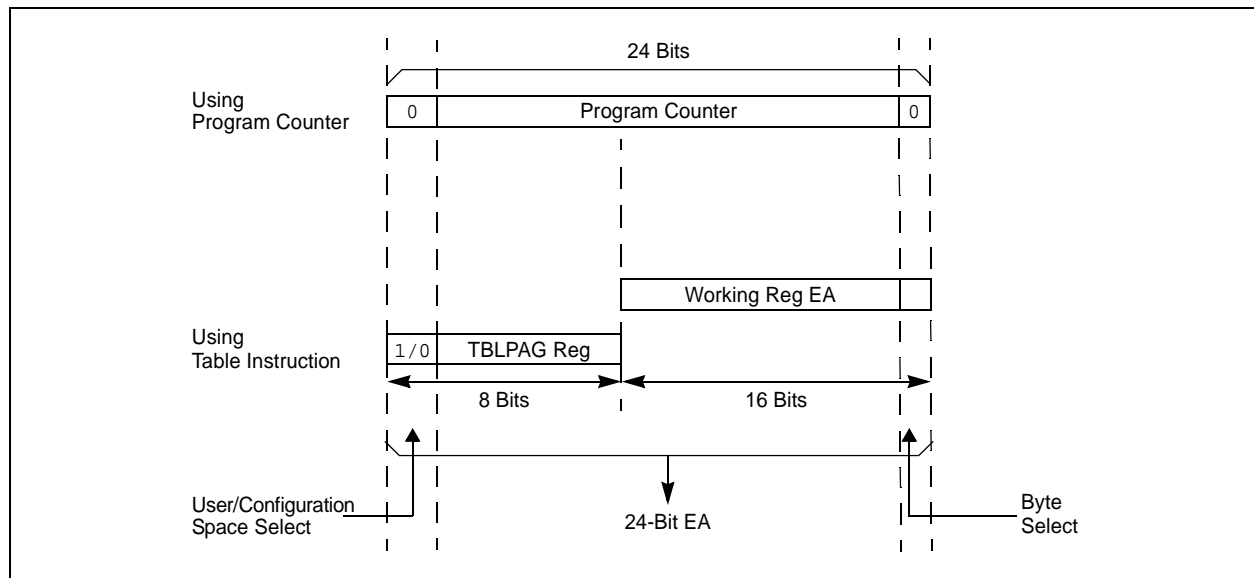 24 Bits
Using
Program Counter
0
Program Counter
0
Working Reg EA
Using
Table Instruction
1/0
TBLPAG Reg
8 Bits
16 Bits
User/Configuration
Space Select
24-Bit EA
Byte
Select